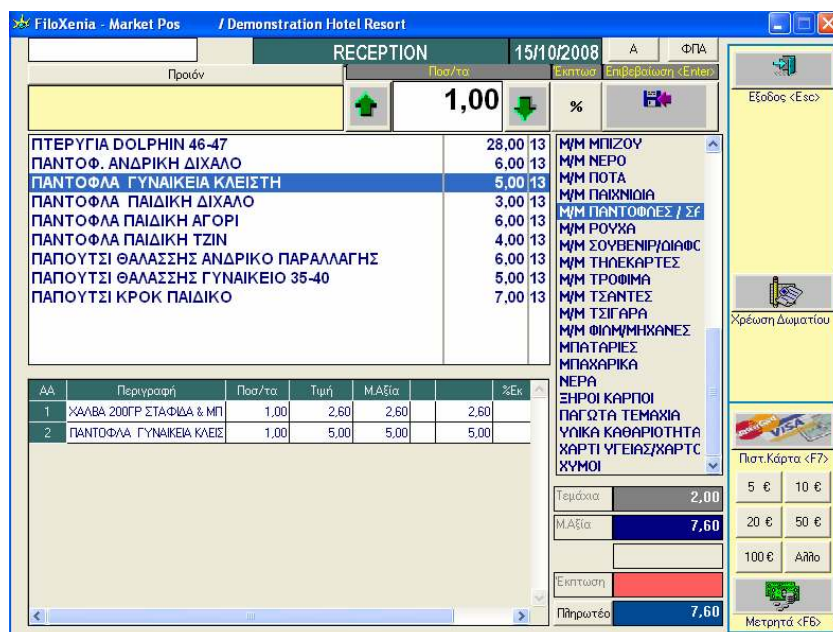 FiloXenia - Market Pos / Demonstration Hotel Resort
RECEPTION 15/10/2008 Α ΦΠΑ
Προιόν Ποσ/τα Έκπτωσ Επιβεβαίωση <Enter>
1,00 %
Εξοδος <Esc>
ΠΤΕΡΥΓΙΑ DOLPHIN 46-47 28,00 13
ΠΑΝΤΟΦ. ΑΝΔΡΙΚΗ ΔΙΧΑΛΟ 6,00 13
ΠΑΝΤΟΦΛΑ ΓΥΝΑΙΚΕΙΑ ΚΛΕΙΣΤΗ 5,00 13
ΠΑΝΤΟΦΛΑ ΠΑΙΔΙΚΗ ΔΙΧΑΛΟ 3,00 13
ΠΑΝΤΟΦΛΑ ΠΑΙΔΙΚΗ ΑΓΟΡΙ 6,00 13
ΠΑΝΤΟΦΛΑ ΠΑΙΔΙΚΗ ΤΖΙΝ 4,00 13
ΠΑΠΟΥΤΣΙ ΘΑΛΑΣΣΗΣ ΑΝΔΡΙΚΟ ΠΑΡΑΛΛΑΓΗΣ 6,00 13
ΠΑΠΟΥΤΣΙ ΘΑΛΑΣΣΗΣ ΓΥΝΑΙΚΕΙΟ 35-40 5,00 13
ΠΑΠΟΥΤΣΙ ΚΡΟΚ ΠΑΙΔΙΚΟ 7,00 13
Μ/Μ ΜΠΙΖΟΥ
Μ/Μ ΝΕΡΟ
Μ/Μ ΠΟΤΑ
Μ/Μ ΠΑΙΧΝΙΔΙΑ
Μ/Μ ΠΑΝΤΟΦΛΕΣ / ΣΑ
Μ/Μ ΡΟΥΧΑ
Μ/Μ ΣΟΥΒΕΝΙΡ/ΔΙΑΦΟ
Μ/Μ ΤΗΛΕΚΑΡΤΕΣ
Μ/Μ ΤΡΟΦΙΜΑ
Μ/Μ ΤΣΑΝΤΕΣ
Μ/Μ ΤΣΙΓΑΡΑ
Μ/Μ ΦΙΛΜ/ΜΗΧΑΝΕΣ
ΜΠΑΤΑΡΙΕΣ
ΜΠΑΧΑΡΙΚΑ
ΝΕΡΑ
ΞΗΡΟΙ ΚΑΡΠΟΙ
ΠΑΓΩΤΑ ΤΕΜΑΧΙΑ
ΥΛΙΚΑ ΚΑΘΑΡΙΟΤΗΤΑ
ΧΑΡΤΙ ΥΓΕΙΑΣ/ΧΑΡΤΟ
ΧΥΜΟΙ
Χρέωση Δωματίου
ΑΑ Περιγραφή Ποσ/τα Τιμή Μ.Αξία %Εκ
1 ΧΑΛΒΑ 200ΓΡ ΣΤΑΦΙΔΑ & ΜΠ 1,00 2,60 2,60 2,60
2 ΠΑΝΤΟΦΛΑ ΓΥΝΑΙΚΕΙΑ ΚΛΕΙΣ 1,00 5,00 5,00 5,00
Τεμάχια 2,00
Μ.Αξία 7,60
Έκπτωση
Πληρωτέο 7,60
VISA
Πιστ.Κάρτα <F7>
5 € 10 €
20 € 50 €
100 € Αλλο
Μετρητά <F6>